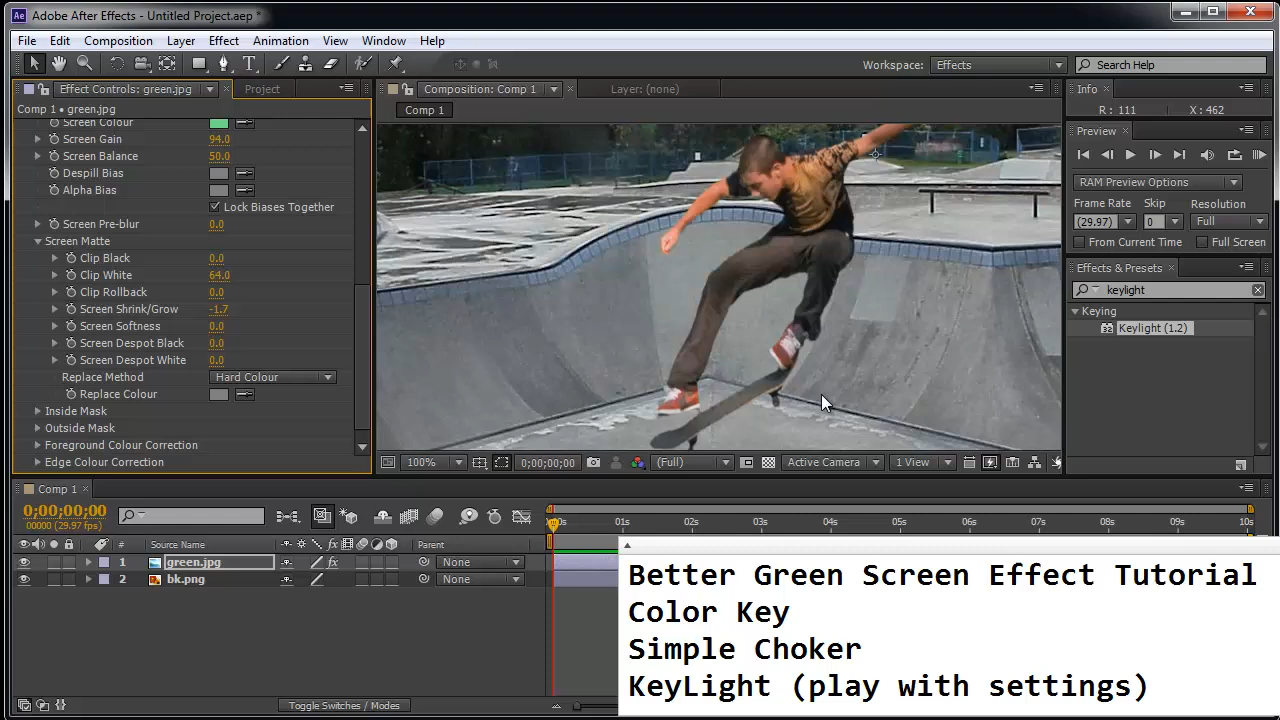 Ae Adobe After Effects - Untitled Project.aep *
File Edit Composition Layer Effect Animation View Window Help
Workspace: Effects Search Help
Effect Controls: green.jpg Project
Composition: Comp 1 Layer: (none)
Info
Comp 1 • green.jpg
Comp 1
R : 111 X : 462
Screen Colour
Screen Gain 94.0
Screen Balance 50.0
Despill Bias
Alpha Bias
Lock Biases Together
Screen Pre-blur 0.0
Screen Matte
Clip Black 0.0
Clip White 64.0
Clip Rollback 0.0
Screen Shrink/Grow -1.7
Screen Softness 0.0
Screen Despot Black 0.0
Screen Despot White 0.0
Replace Method Hard Colour
Replace Colour
Inside Mask
Outside Mask
Foreground Colour Correction
Edge Colour Correction
Preview
RAM Preview Options
Frame Rate Skip Resolution
(29.97) 0 Full
From Current Time Full Screen
Effects & Presets
keylight
Keying
32 Keylight (1.2)
100% 0;00;00;00 (Full) Active Camera 1 View
Comp 1
0;00;00;00
00000 (29.97 fps)
0s 01s 02s 03s 04s 05s 06s 07s 08s 09s 10s
# Source Name fx Parent
1 green.jpg fx None
2 bk.png None
Toggle Switches / Modes
Better Green Screen Effect Tutorial
Color Key
Simple Choker
KeyLight (play with settings)